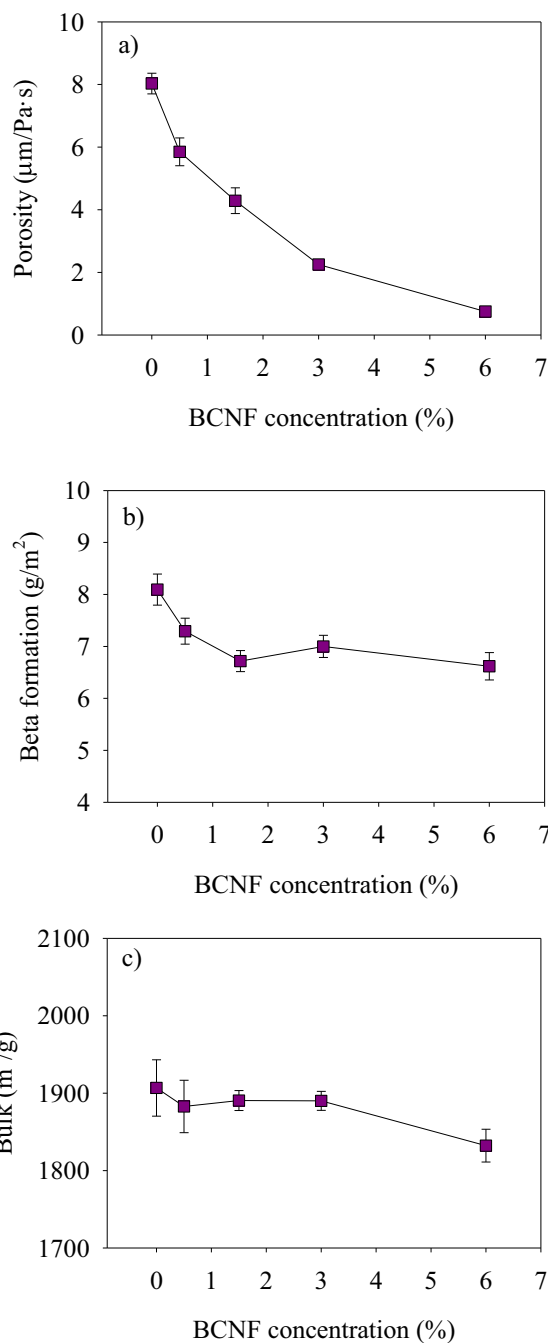 10
a)
8
6
4
2
0
Porosity (μm/Pa·s)
0 1 2 3 4 5 6 7
BCNF concentration (%)
10
b)
9
8
7
6
5
4
Beta formation (g/m²)
0 1 2 3 4 5 6 7
BCNF concentration (%)
2100
c)
2000
1900
1800
1700
Bulk (m /g)
0 1 2 3 4 5 6 7
BCNF concentration (%)